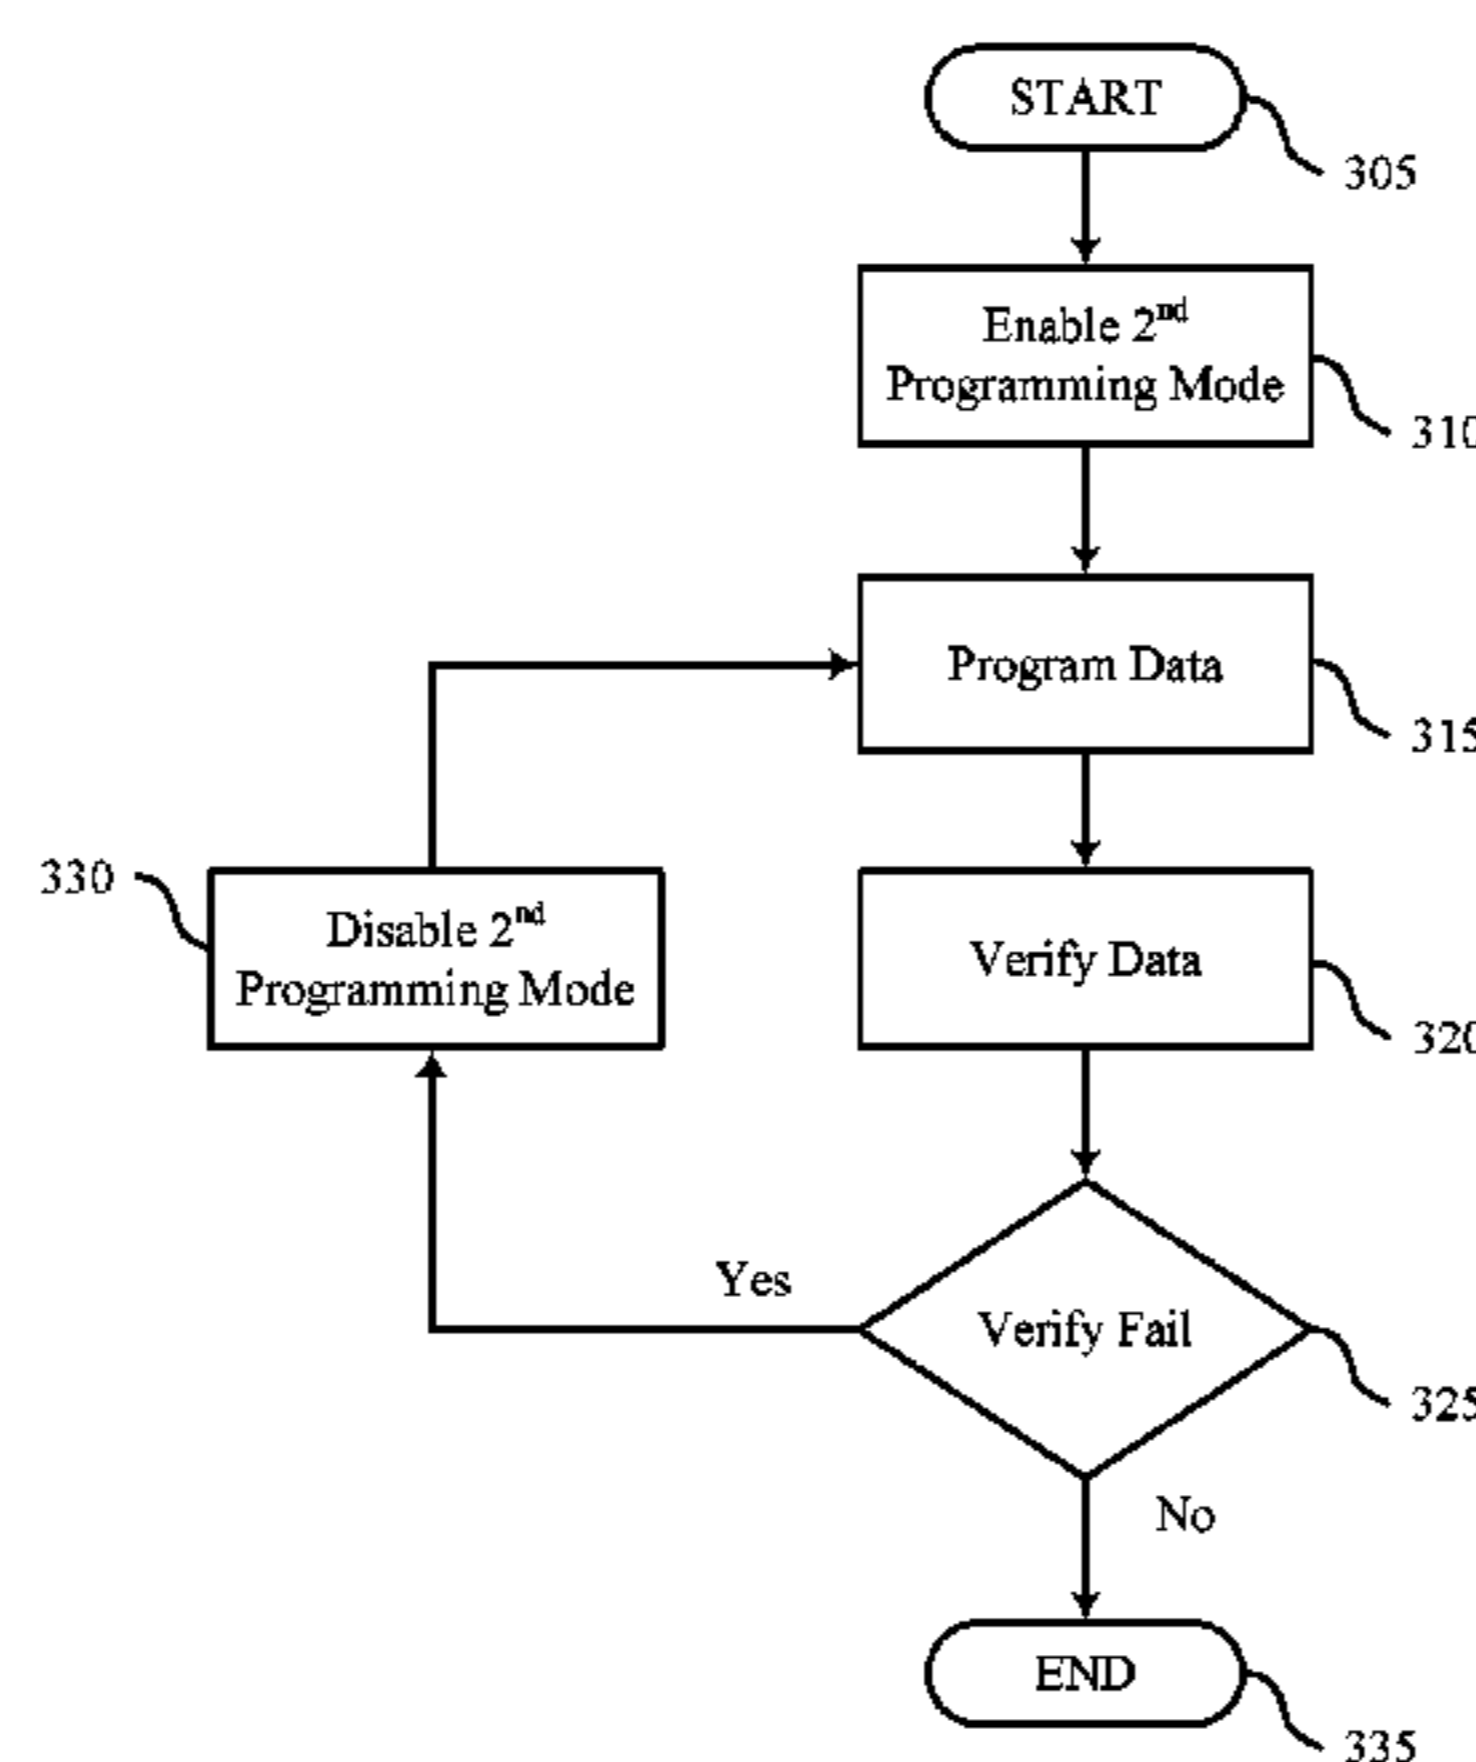 START
305
Enable 2nd
Programming Mode
310
Program Data
315
330
Disable 2nd
Programming Mode
Verify Data
320
Yes
Verify Fail
325
No
END
335